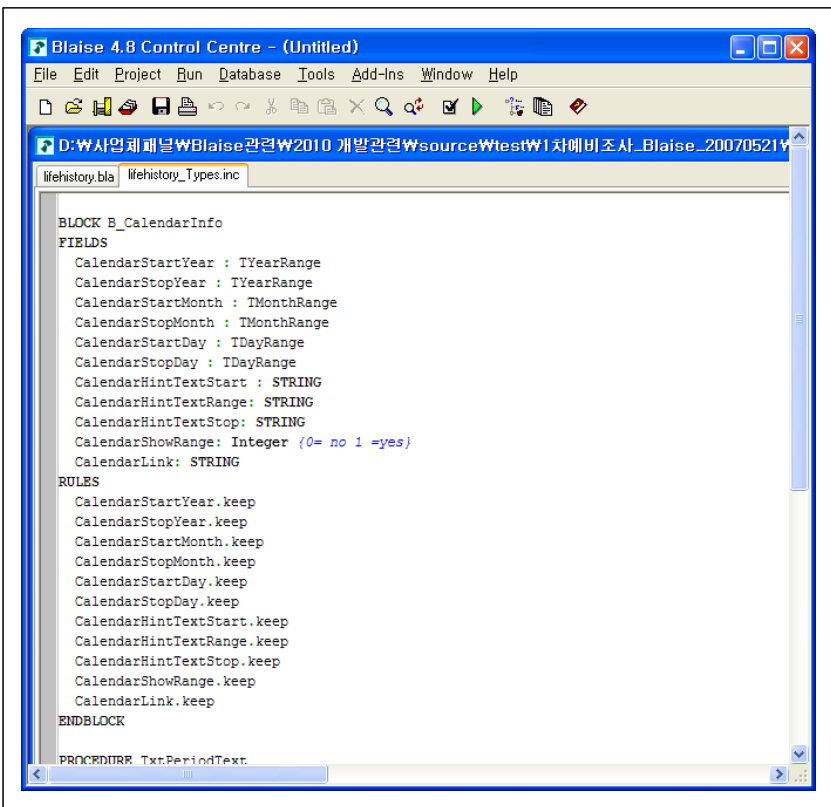 Blaise 4.8 Control Centre - (Untitled)
File Edit Project Run Database Tools Add-Ins Window Help
D:₩사업체패널₩Blaise관련₩2010 개발관련₩source₩test₩1차예비조사_Blaise_20070521₩
lifehistory.bla lifehistory_Types.inc
BLOCK B_CalendarInfo
FIELDS
CalendarStartYear : TYearRange
CalendarStopYear : TYearRange
CalendarStartMonth : TMonthRange
CalendarStopMonth : TMonthRange
CalendarStartDay : TDayRange
CalendarStopDay : TDayRange
CalendarHintTextStart : STRING
CalendarHintTextRange: STRING
CalendarHintTextStop: STRING
CalendarShowRange: Integer {0= no 1 =yes}
CalendarLink: STRING
RULES
CalendarStartYear.keep
CalendarStopYear.keep
CalendarStartMonth.keep
CalendarStopMonth.keep
CalendarStartDay.keep
CalendarStopDay.keep
CalendarHintTextStart.keep
CalendarHintTextRange.keep
CalendarHintTextStop.keep
CalendarShowRange.keep
CalendarLink.keep
ENDBLOCK
PROCEDURE TxtPeriodText